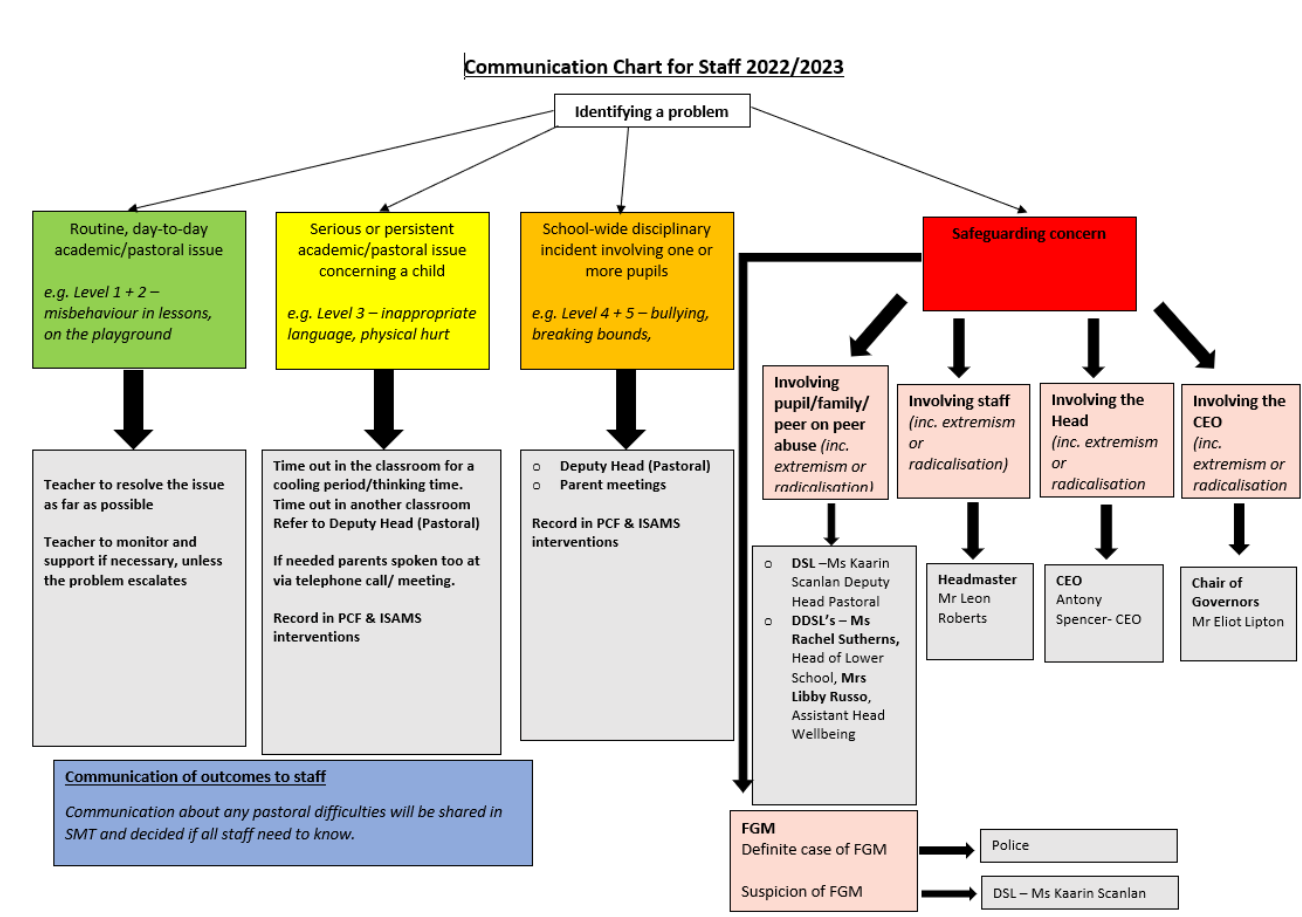 Communication Chart for Staff 2022/2023
Identifying a problem
Routine, day-to-day
academic/pastoral issue
e.g. Level 1 + 2 –
misbehaviour in lessons,
on the playground
Serious or persistent
academic/pastoral issue
concerning a child
e.g. Level 3 – inappropriate
language, physical hurt
School-wide disciplinary
incident involving one or
more pupils
e.g. Level 4 + 5 – bullying,
breaking bounds,
Safeguarding concern
Involving
pupil/family/
peer on peer
abuse (inc.
extremism or
radicalisation)
Involving staff
(inc. extremism
or
radicalisation)
Involving the
Head
(inc. extremism
or
radicalisation
Involving the
CEO
(inc.
extremism or
radicalisation
Teacher to resolve the issue
as far as possible
Teacher to monitor and
support if necessary, unless
the problem escalates
Time out in the classroom for a
cooling period/thinking time.
Time out in another classroom
Refer to Deputy Head (Pastoral)
If needed parents spoken too at
via telephone call/ meeting.
Record in PCF & ISAMS
interventions
o Deputy Head (Pastoral)
o Parent meetings
Record in PCF & ISAMS
interventions
o DSL –Ms Kaarin
Scanlan Deputy
Head Pastoral
o DDSL's – Ms
Rachel Sutherns,
Head of Lower
School, Mrs
Libby Russo,
Assistant Head
Wellbeing
Headmaster
Mr Leon
Roberts
CEO
Antony
Spencer- CEO
Chair of
Governors
Mr Eliot Lipton
Communication of outcomes to staff
Communication about any pastoral difficulties will be shared in
SMT and decided if all staff need to know.
FGM
Definite case of FGM
Suspicion of FGM
Police
DSL – Ms Kaarin Scanlan